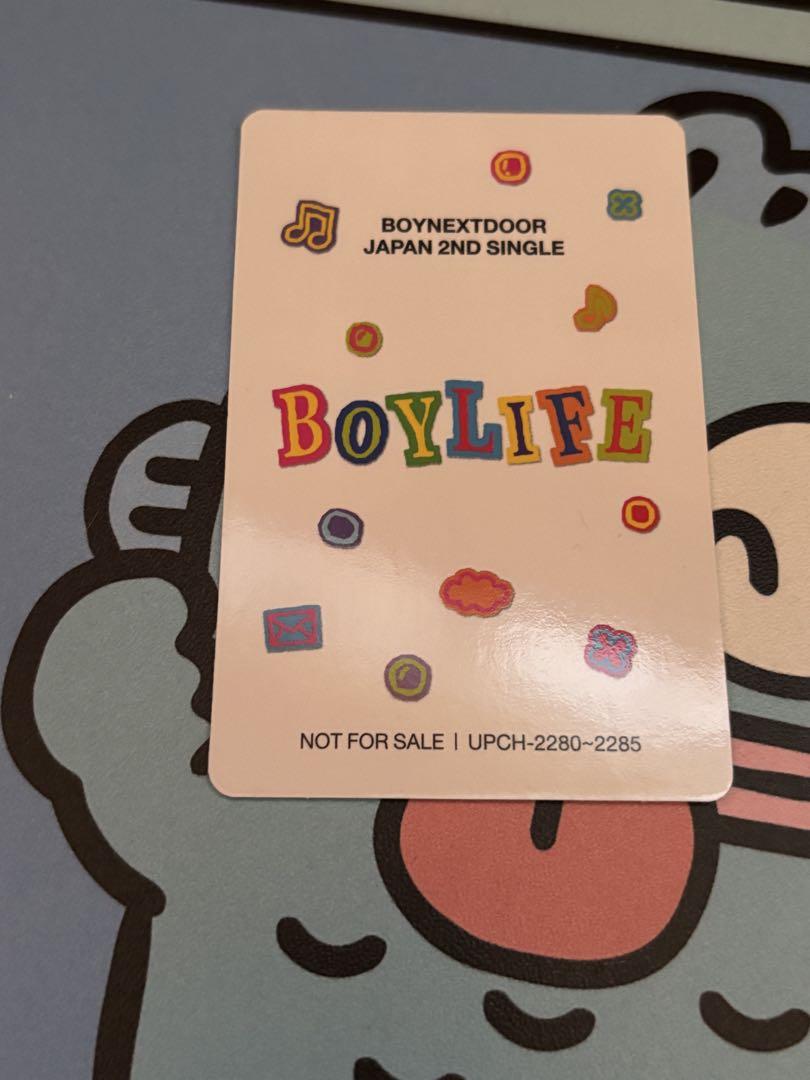 BOYNEXTDOOR
JAPAN 2ND SINGLE
BOYLIFE
NOT FOR SALE | UPCH-2280~2285